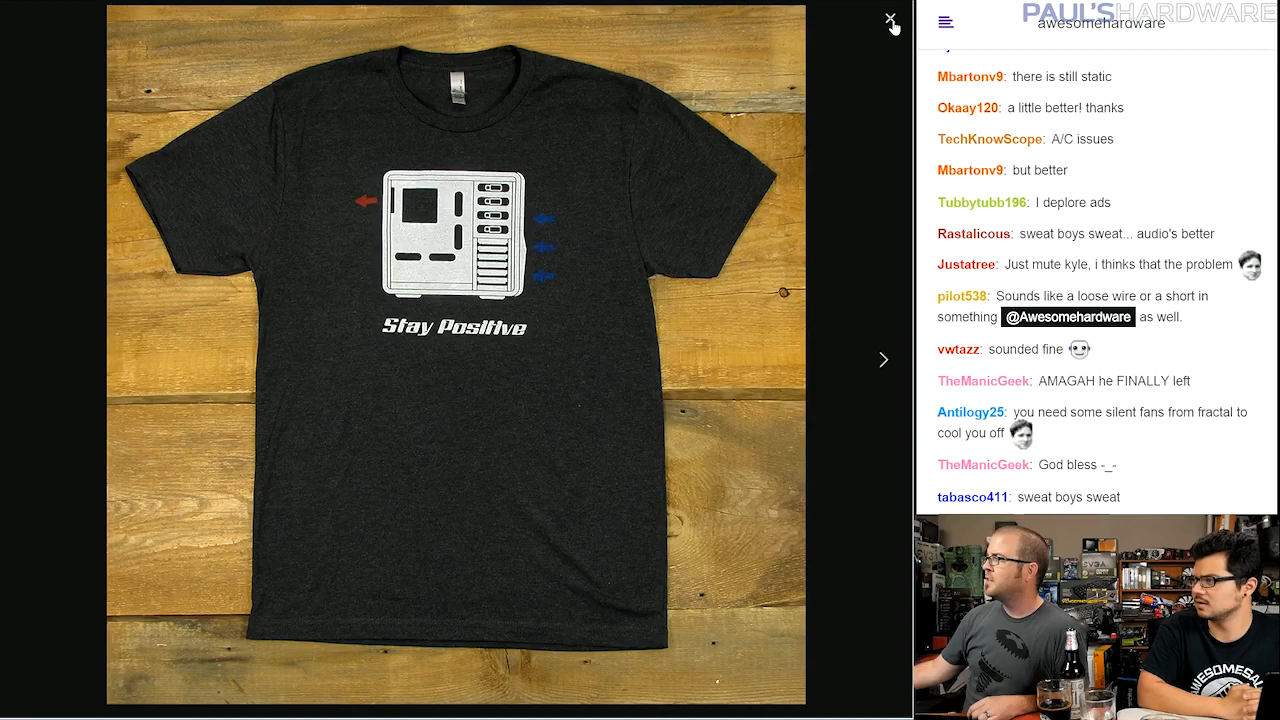 PAUL'SHARDWARE
awesomehardware
Mbartonv9: there is still static
Okaay120: a little better! thanks
TechKnowScope: A/C issues
Mbartonv9: but better
Tubbytubb196: I deplore ads
Rastalicous: sweat boys sweat... audio's better
Justatree: Just mute kyle, i thinks that the problem
pilot538: Sounds like a loose wire or a short in
something @Awesomehardware as well.
vwtazz: sounded fine
TheManicGeek: AMAGAH he FINALLY left
Antilogy25: you need some silent fans from fractal to
cool you off
TheManicGeek: God bless -_-
tabasco411: sweat boys sweat
Stay Positive
EVGA
AWESOMESAU